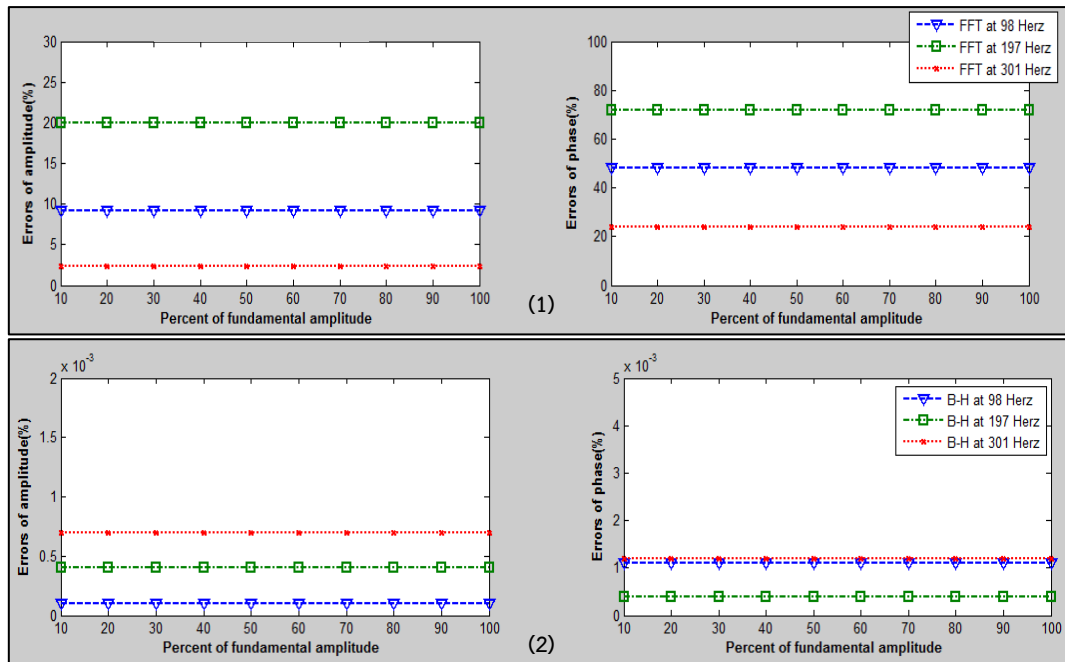 30
25
20
15
10
5
0
Errors of amplitude(%)
10 20 30 40 50 60 70 80 90 100
Percent of fundamental amplitude
(1)
100
80
60
40
20
0
Errors of phase(%)
10 20 30 40 50 60 70 80 90 100
Percent of fundamental amplitude
FFT at 98 Herz
FFT at 197 Herz
FFT at 301 Herz
x 10⁻³
2
1.5
1
0.5
0
Errors of amplitude(%)
10 20 30 40 50 60 70 80 90 100
Percent of fundamental amplitude
(2)
x 10⁻³
5
4
3
2
1
0
Errors of phase(%)
10 20 30 40 50 60 70 80 90 100
Percent of fundamental amplitude
B-H at 98 Herz
B-H at 197 Herz
B-H at 301 Herz